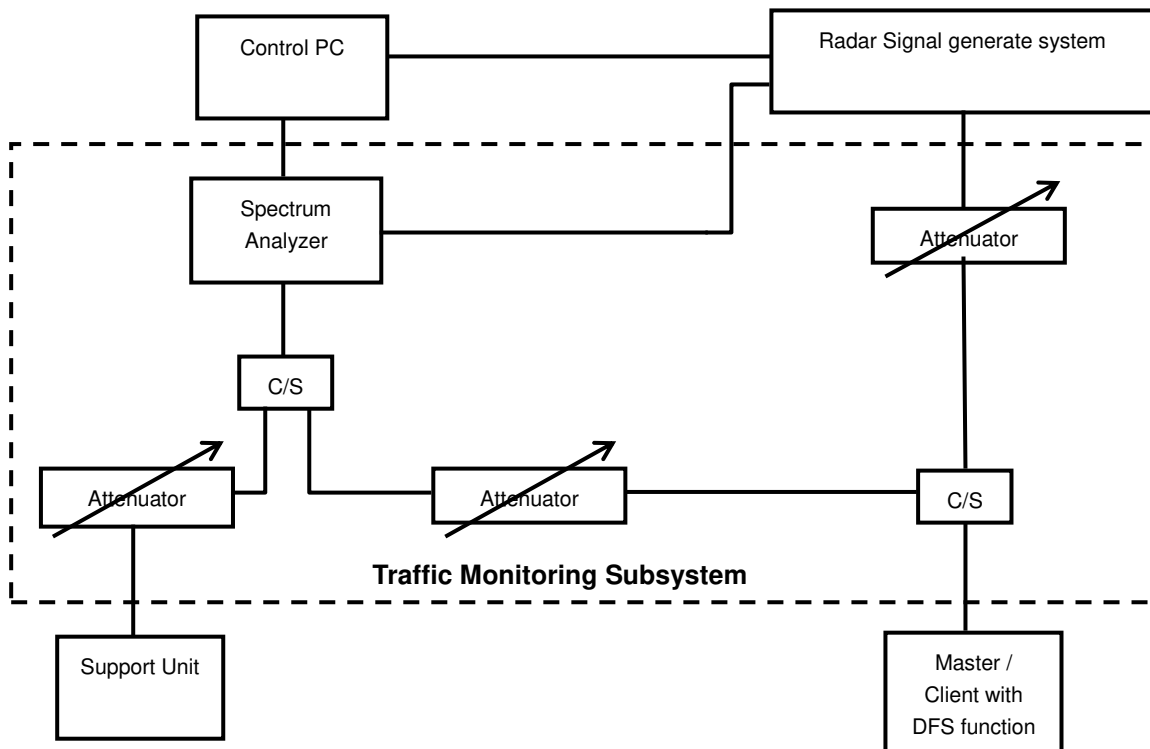 Control PC
Radar Signal generate system
Spectrum
Analyzer
Attenuator
C/S
Attenuator
Attenuator
C/S
Traffic Monitoring Subsystem
Support Unit
Master /
Client with
DFS function